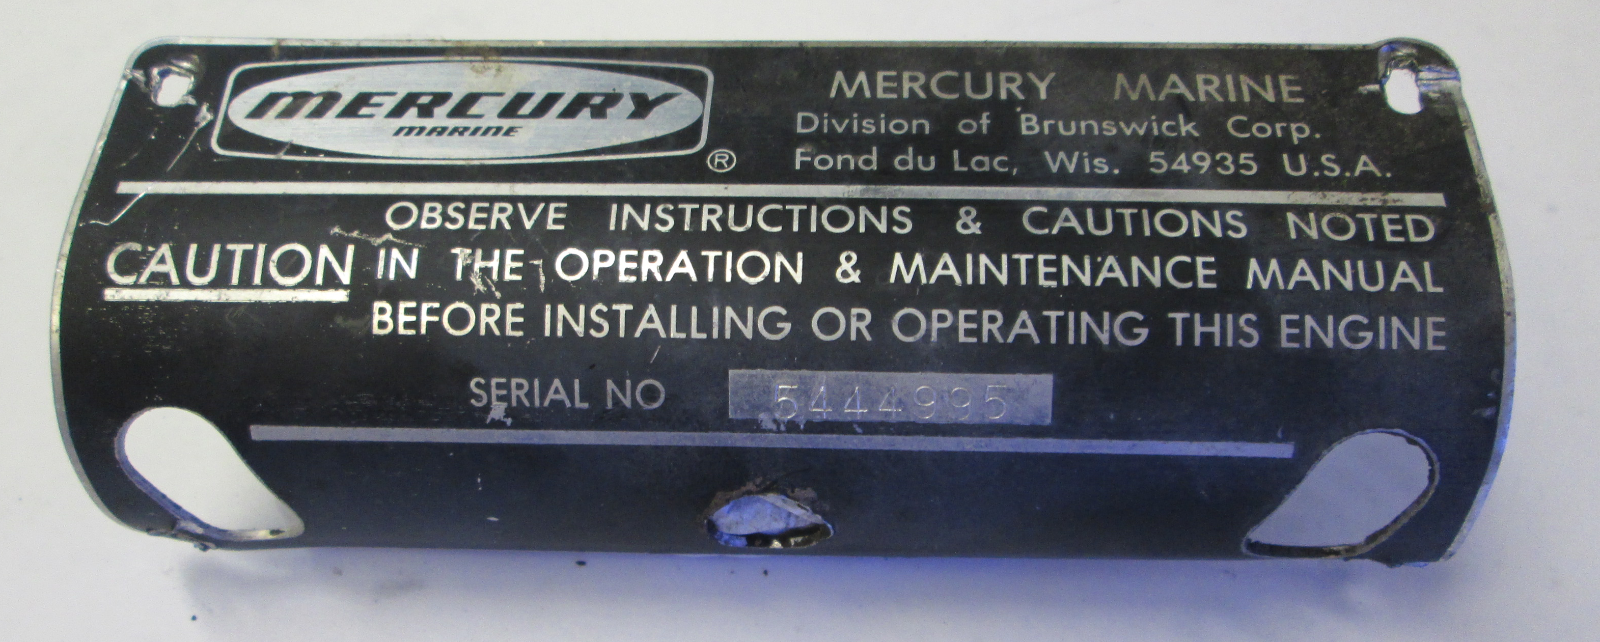 MERCURY
MARINE
®
MERCURY MARINE
Division of Brunswick Corp.
Fond du Lac, Wis. 54935 U.S.A.
CAUTION
OBSERVE INSTRUCTIONS & CAUTIONS NOTED
IN THE OPERATION & MAINTENANCE MANUAL
BEFORE INSTALLING OR OPERATING THIS ENGINE
SERIAL NO 5444995